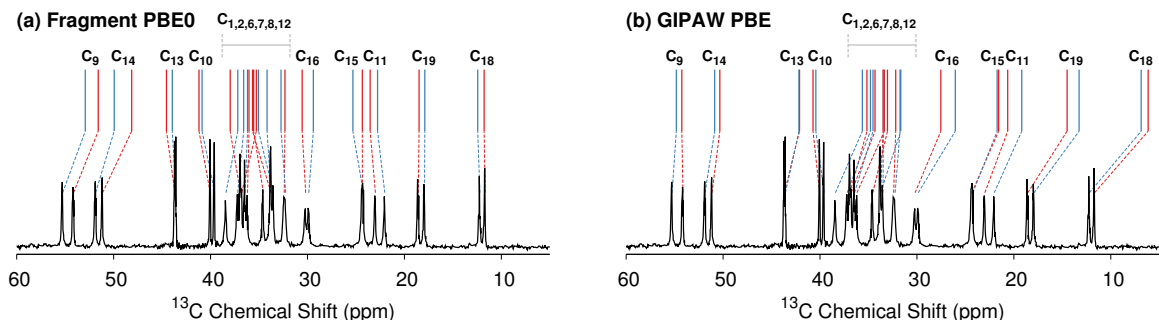 (a) Fragment PBE0
C1,2,6,7,8,12
C9 C14 C13 C10 C16 C15 C11 C19 C18
60 50 40 30 20 10
13C Chemical Shift (ppm)
(b) GIPAW PBE
C1,2,6,7,8,12
C9 C14 C13 C10 C16 C15 C11 C19 C18
60 50 40 30 20 10
13C Chemical Shift (ppm)